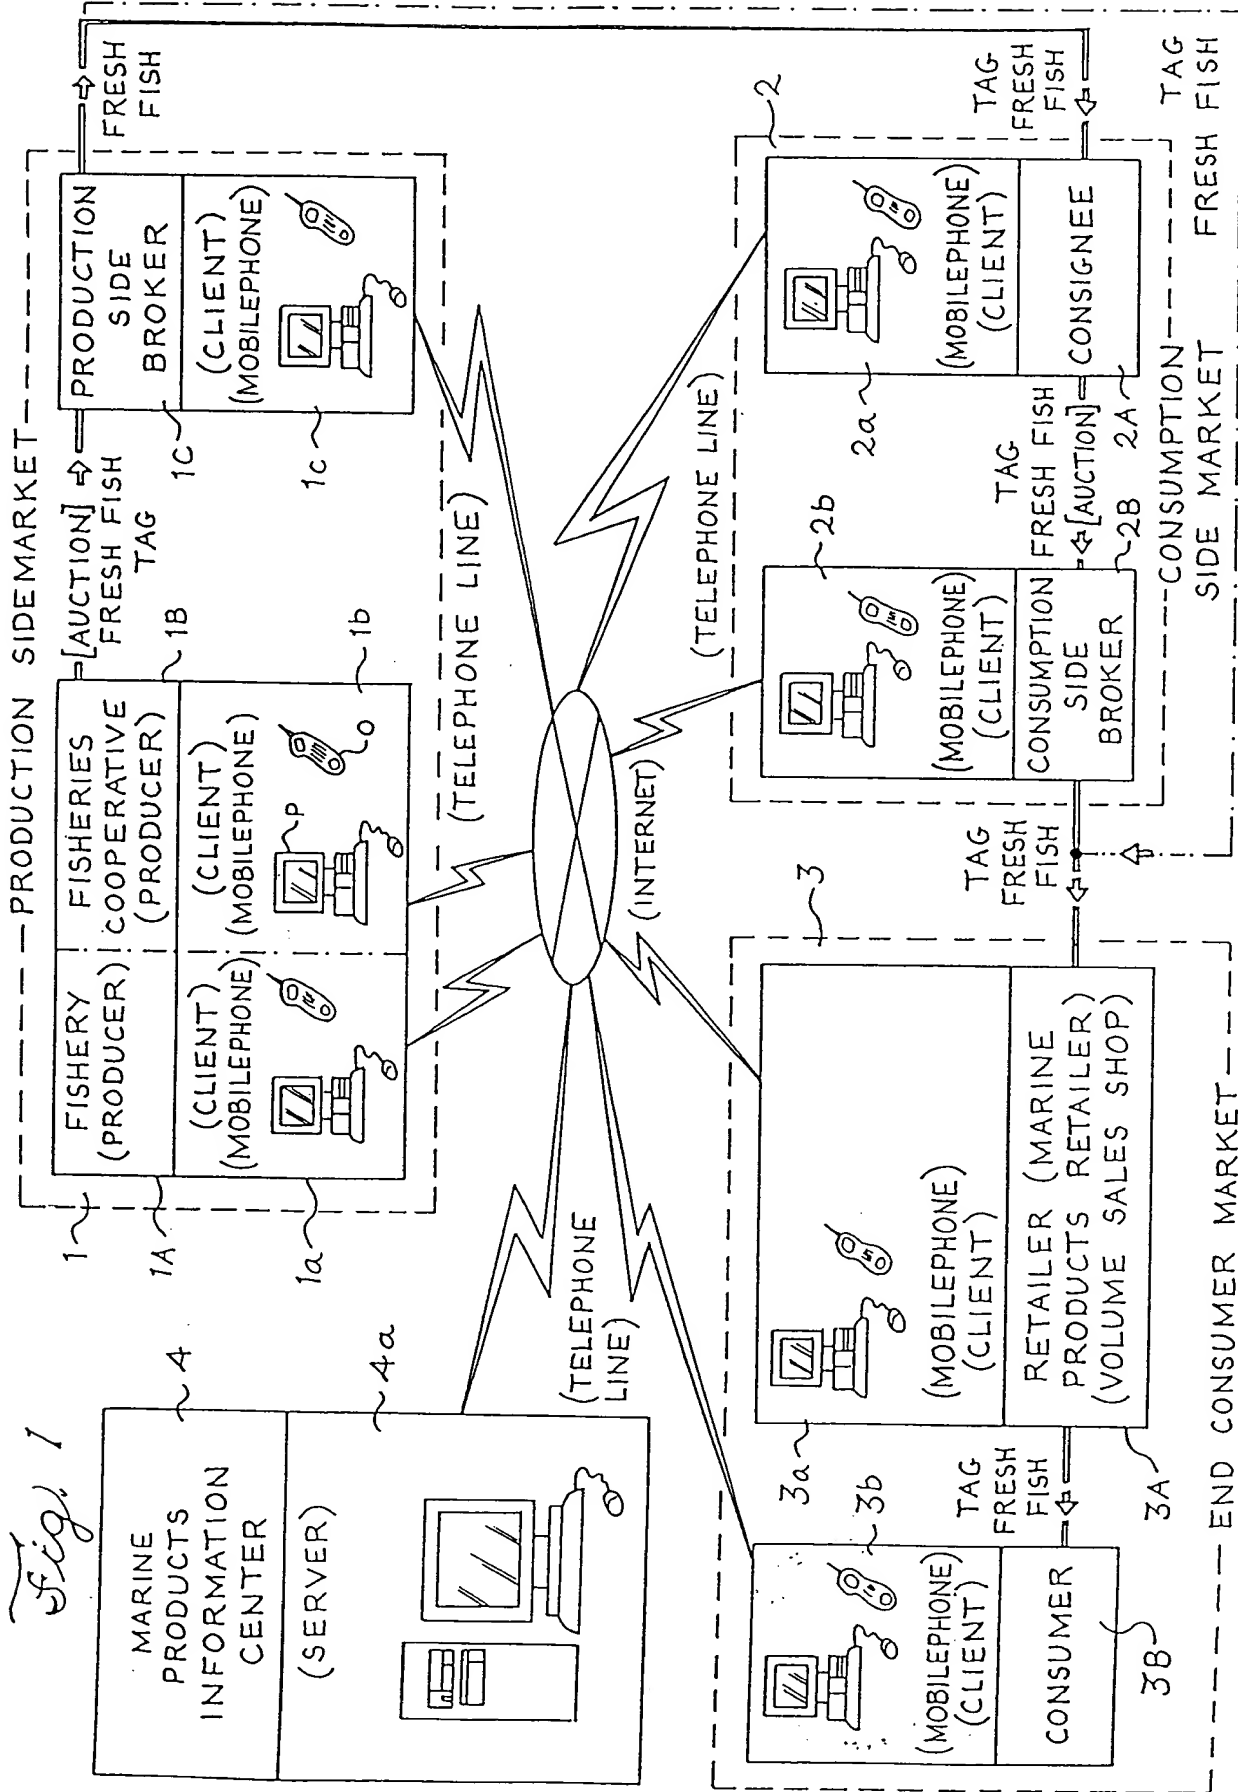 Fig. 1
MARINE
PRODUCTS
INFORMATION
CENTER
(SERVER)
4
4a
(TELEPHONE
LINE)
PRODUCTION SIDEMARKET
1
1A
1a
FISHERY
(PRODUCER)
(CLIENT)
(MOBILEPHONE)
FISHERIES
COOPERATIVE
(PRODUCER)
(CLIENT)
(MOBILEPHONE)
P
O
1B
1b
[AUCTION]
FRESH FISH
TAG
PRODUCTION
SIDE
BROKER
(CLIENT)
(MOBILEPHONE)
1C
1c
FRESH
FISH
(TELEPHONE LINE)
(INTERNET)
(TELEPHONE LINE)
3b
(MOBILEPHONE)
(CLIENT)
CONSUMER
3B
TAG
FRESH
FISH
3
3a
(MOBILEPHONE)
(CLIENT)
RETAILER (MARINE
PRODUCTS RETAILER)
(VOLUME SALES SHOP)
3A
END CONSUMER MARKET
TAG
FRESH
FISH
2b
(MOBILEPHONE)
(CLIENT)
CONSUMPTION
SIDE
BROKER
2B
TAG
FRESH FISH
[AUCTION]
2
2a
(MOBILEPHONE)
(CLIENT)
CONSIGNEE
2A
TAG
FRESH
FISH
CONSUMPTION
SIDE MARKET
TAG
FRESH FISH